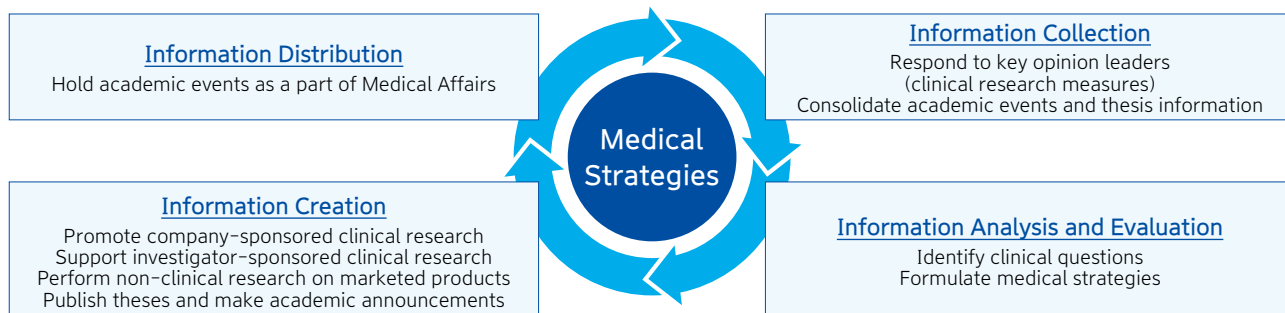 Information Distribution
Hold academic events as a part of Medical Affairs
Information Collection
Respond to key opinion leaders
(clinical research measures)
Consolidate academic events and thesis information
Medical
Strategies
Information Creation
Promote company-sponsored clinical research
Support investigator-sponsored clinical research
Perform non-clinical research on marketed products
Publish theses and make academic announcements
Information Analysis and Evaluation
Identify clinical questions
Formulate medical strategies